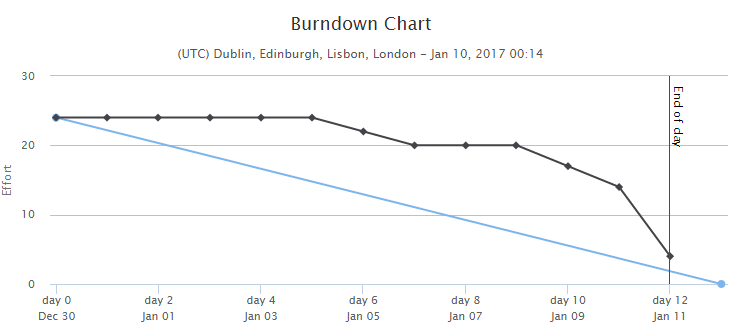 Burndown Chart
(UTC) Dublin, Edinburgh, Lisbon, London – Jan 10, 2017 00:14
30
20
10
0
Effort
End of day
day 0 day 2 day 4 day 6 day 8 day 10 day 12
Dec 30 Jan 01 Jan 03 Jan 05 Jan 07 Jan 09 Jan 11